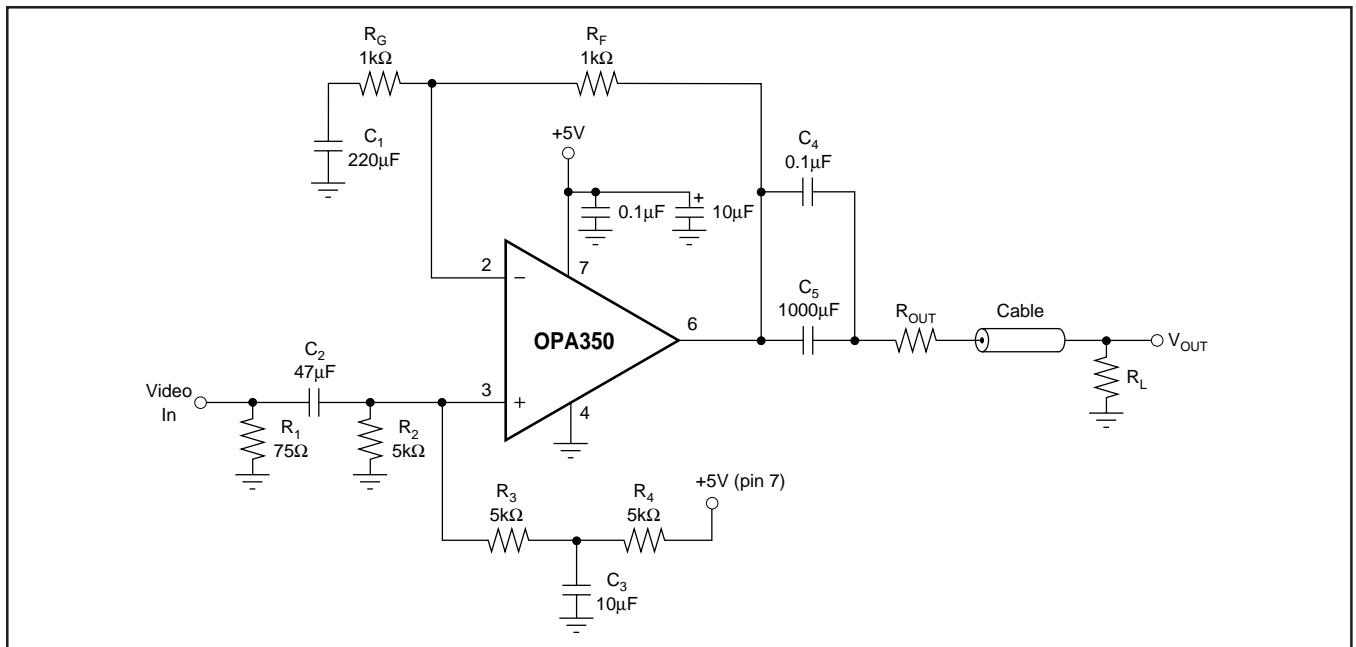 R_G
1kΩ
R_F
1kΩ
C_1
220µF
+5V
C_4
0.1µF
0.1µF
+
10µF
2
−
7
C_5
1000µF
R_OUT
Cable
OPA350
6
V_OUT
R_L
C_2
47µF
Video
In
3
+
4
R_1
75Ω
R_2
5kΩ
+5V (pin 7)
R_3
5kΩ
R_4
5kΩ
C_3
10µF